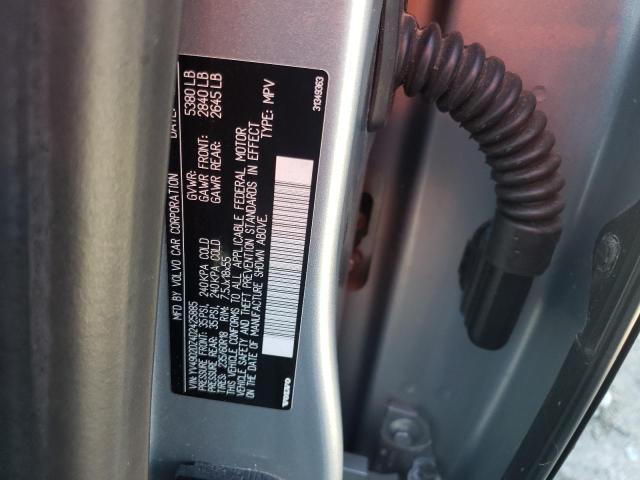 MFD BY VOLVO CAR CORPORATION DATE:
GVWR: 5380 LB
GAWR FRONT: 2840 LB
GAWR REAR: 2645 LB
PRESSURE FRONT: 35PSI, 240KPA COLD
PRESSURE REAR: 35PSI, 240KPA COLD
TIRES: 235/60R18 RIM: 7.5Jx18x55
THIS VEHICLE CONFORMS TO ALL APPLICABLE FEDERAL MOTOR
VEHICLE SAFETY AND THEFT PREVENTION STANDARDS IN EFFECT
ON THE DATE OF MANUFACTURE SHOWN ABOVE.
TYPE: MPV
VOLVO
31349363